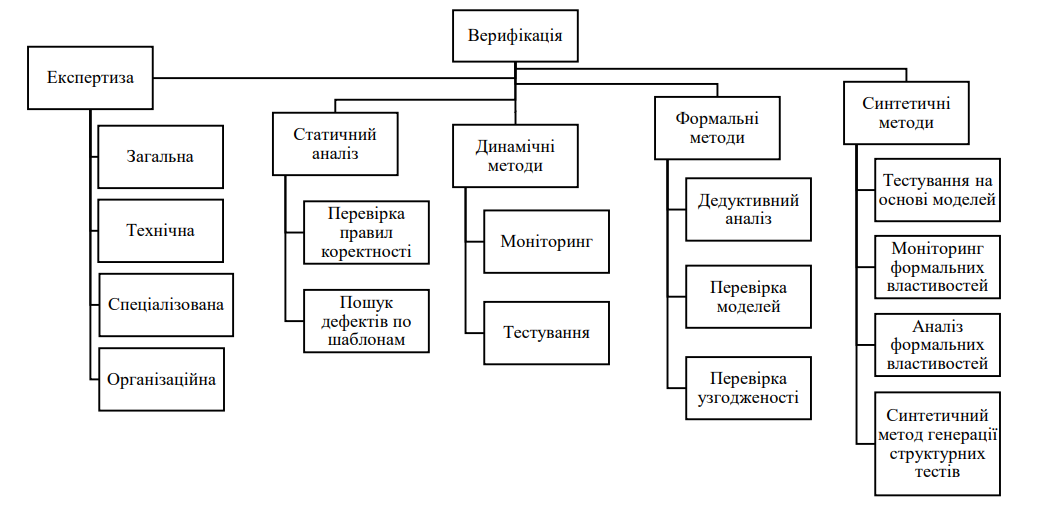 Верифікація
Експертиза
Загальна
Технічна
Спеціалізована
Організаційна
Статичний
аналіз
Перевірка
правил
коректності
Пошук
дефектів по
шаблонам
Динамічні
методи
Моніторинг
Тестування
Формальні
методи
Дедуктивний
аналіз
Перевірка
моделей
Перевірка
узгодженості
Синтетичні
методи
Тестування на
основі моделей
Моніторинг
формальних
властивостей
Аналіз
формальних
властивостей
Синтетичний
метод генерації
структурних
тестів